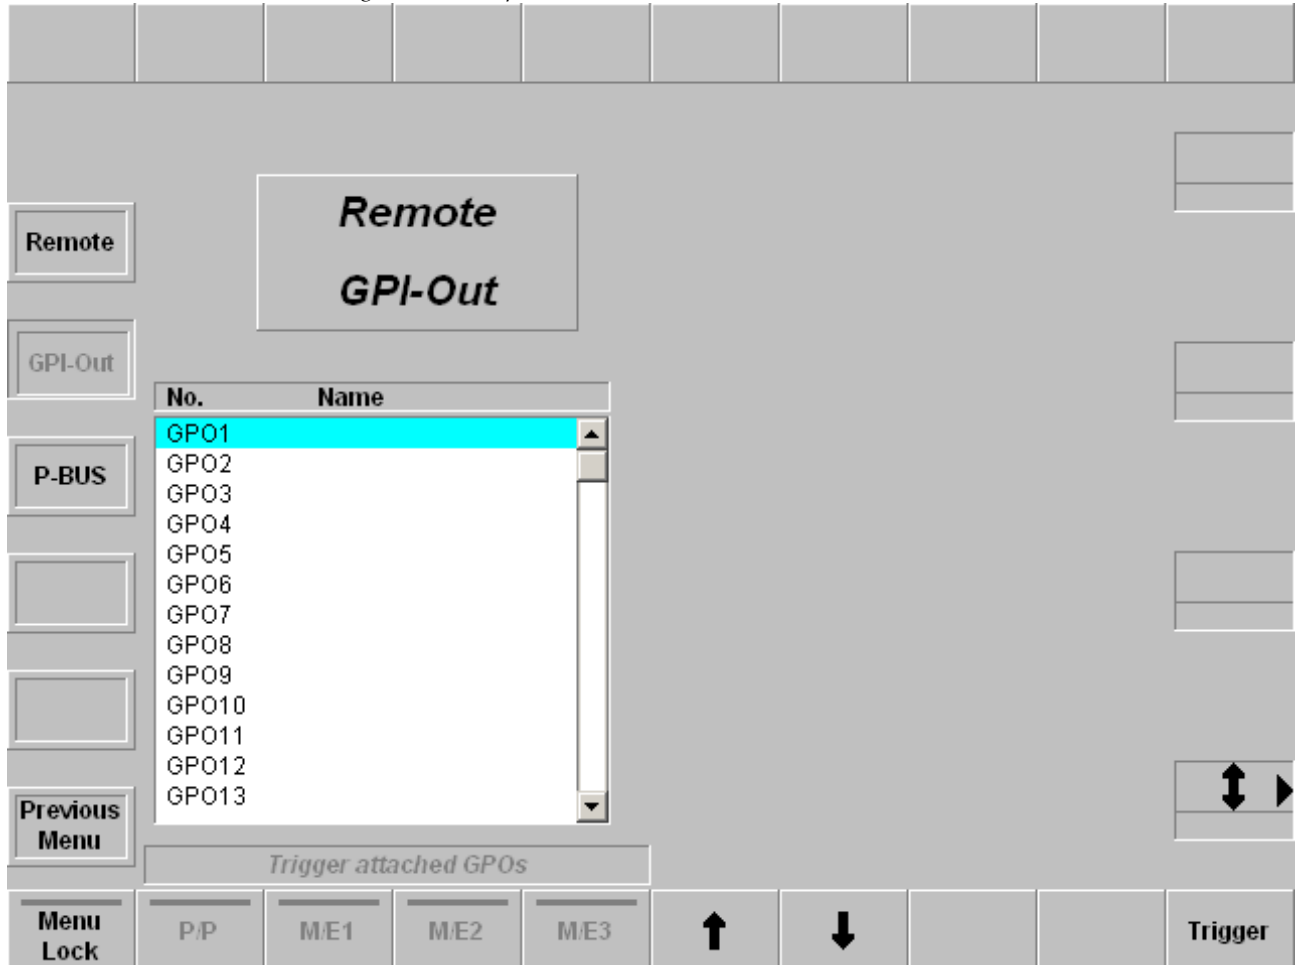 Remote
GPI-Out
Remote
GPI-Out
P-BUS
Previous
Menu
No. Name
GPO1
GPO2
GPO3
GPO4
GPO5
GPO6
GPO7
GPO8
GPO9
GPO10
GPO11
GPO12
GPO13
Trigger attached GPOs
Menu
Lock
P/P
M/E1
M/E2
M/E3
Trigger